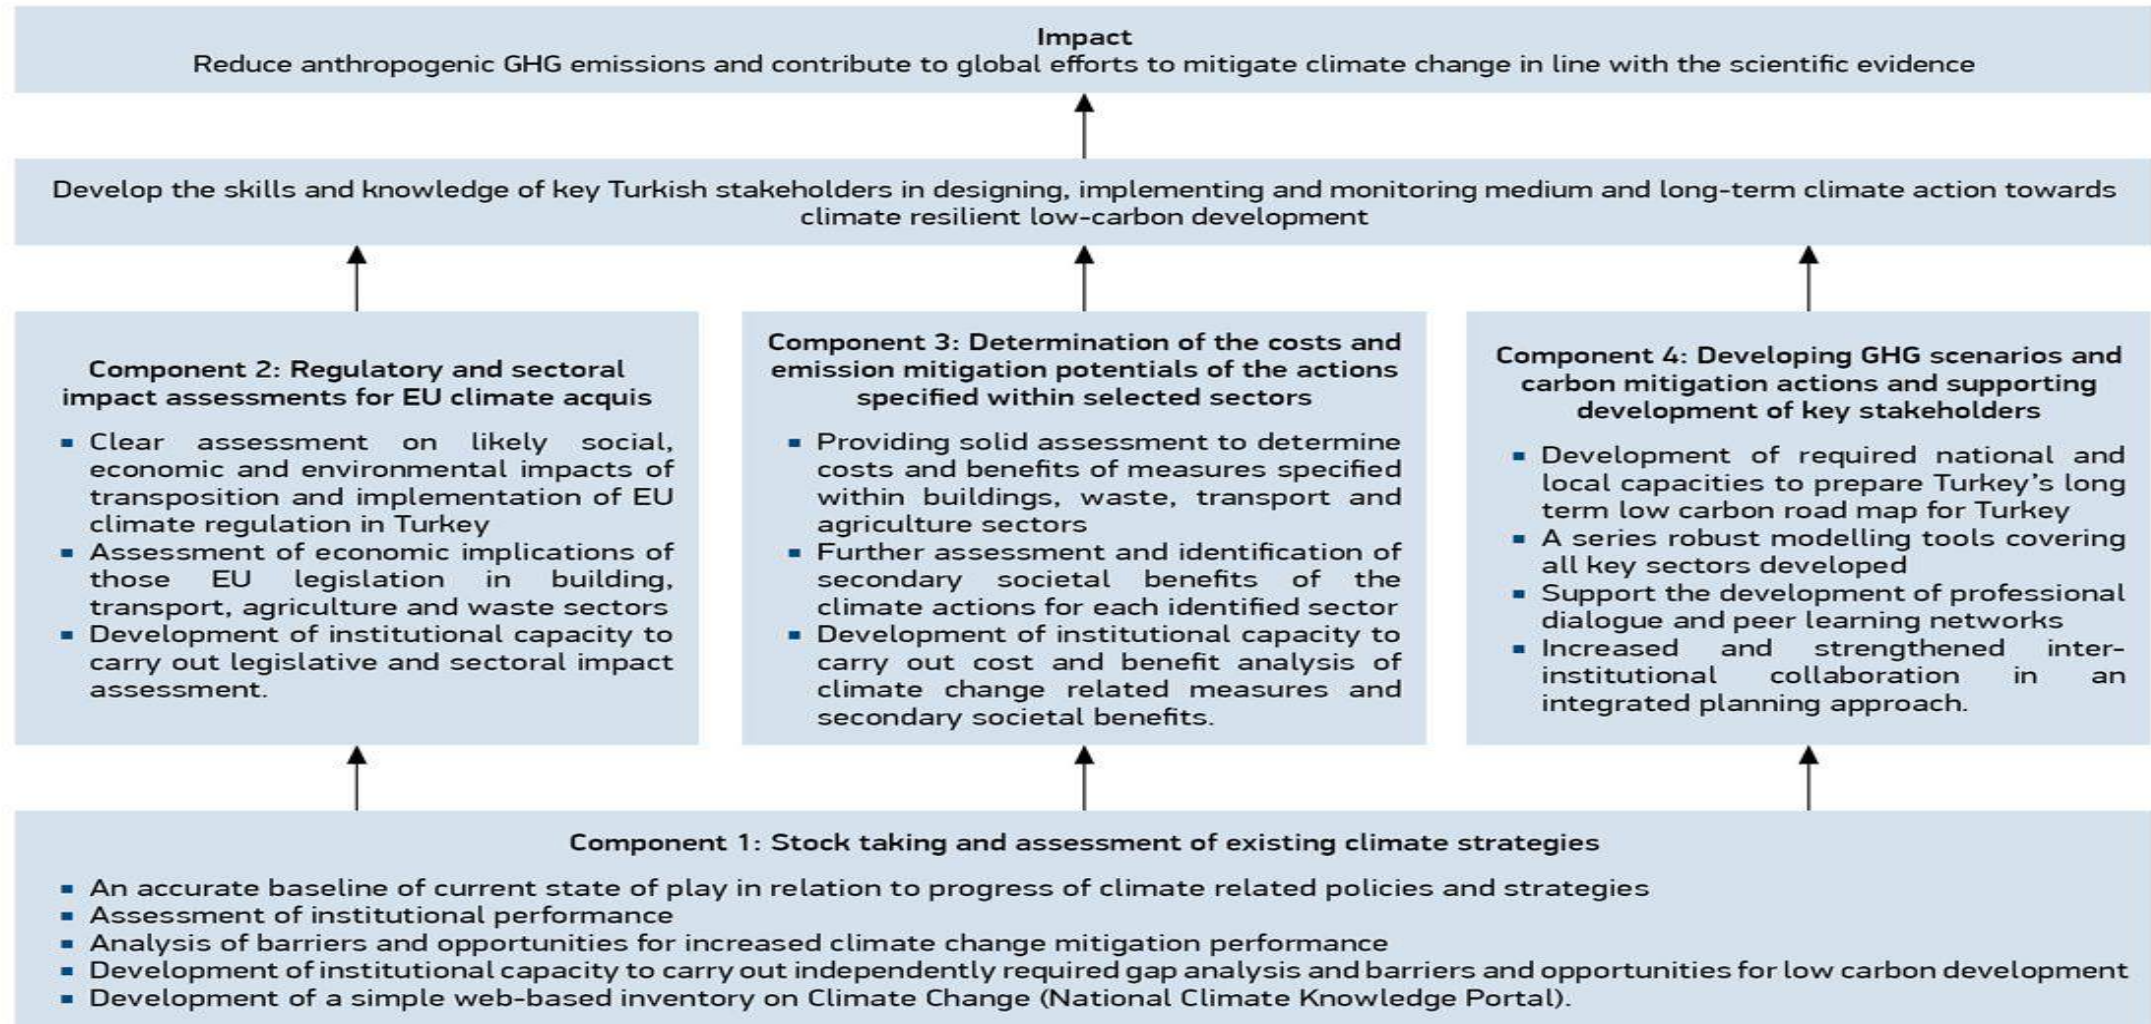 Impact
Reduce anthropogenic GHG emissions and contribute to global efforts to mitigate climate change in line with the scientific evidence
Develop the skills and knowledge of key Turkish stakeholders in designing, implementing and monitoring medium and long-term climate action towards
climate resilient low-carbon development
Component 2: Regulatory and sectoral
impact assessments for EU climate acquis
▪ Clear assessment on likely social,
economic and environmental impacts of
transposition and implementation of EU
climate regulation in Turkey
▪ Assessment of economic implications of
those EU legislation in building,
transport, agriculture and waste sectors
▪ Development of institutional capacity to
carry out legislative and sectoral impact
assessment.
Component 3: Determination of the costs and
emission mitigation potentials of the actions
specified within selected sectors
▪ Providing solid assessment to determine
costs and benefits of measures specified
within buildings, waste, transport and
agriculture sectors
▪ Further assessment and identification of
secondary societal benefits of the
climate actions for each identified sector
▪ Development of institutional capacity to
carry out cost and benefit analysis of
climate change related measures and
secondary societal benefits.
Component 4: Developing GHG scenarios and
carbon mitigation actions and supporting
development of key stakeholders
▪ Development of required national and
local capacities to prepare Turkey's long
term low carbon road map for Turkey
▪ A series robust modelling tools covering
all key sectors developed
▪ Support the development of professional
dialogue and peer learning networks
▪ Increased and strengthened inter-
institutional collaboration in an
integrated planning approach.
Component 1: Stock taking and assessment of existing climate strategies
▪ An accurate baseline of current state of play in relation to progress of climate related policies and strategies
▪ Assessment of institutional performance
▪ Analysis of barriers and opportunities for increased climate change mitigation performance
▪ Development of institutional capacity to carry out independently required gap analysis and barriers and opportunities for low carbon development
▪ Development of a simple web-based inventory on Climate Change (National Climate Knowledge Portal).